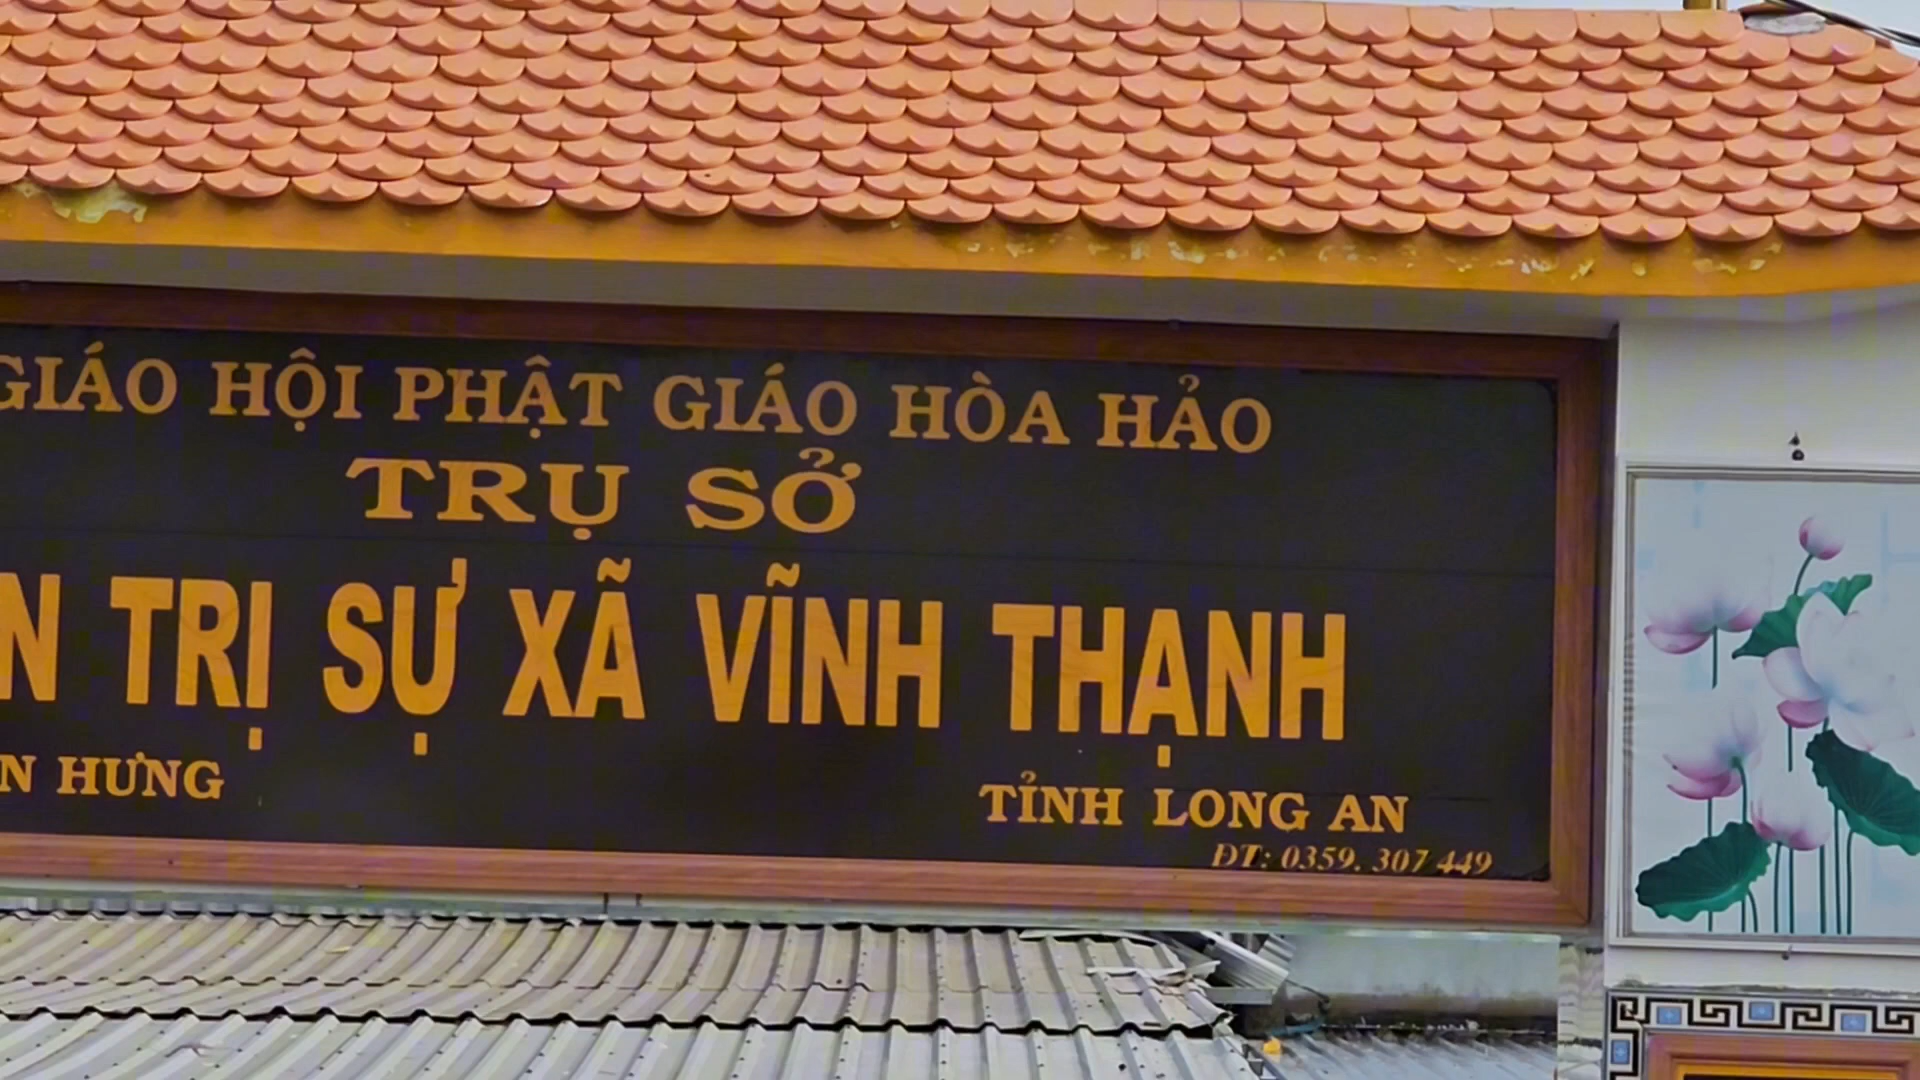 GIÁO HỘI PHẬT GIÁO HÒA HẢO
TRỤ SỞ
N TRỊ SỰ XÃ VĨNH THẠNH
N HƯNG
TỈNH LONG AN
ĐT: 0359. 307 449